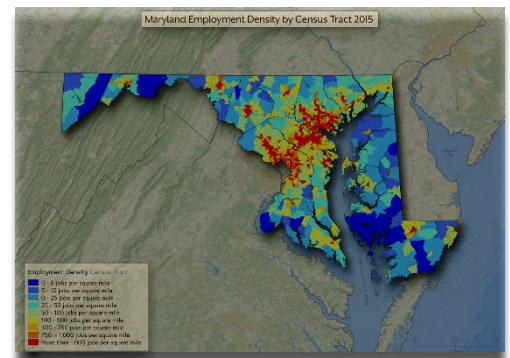 Maryland Employment Density by Census Tract 2015
Employment Density Census Tract
0 - 5 jobs per square mile
5 - 10 jobs per square mile
0 - 25 jobs per square mile
25 - 50 jobs per square mile
50 - 100 jobs per square mile
100 - 500 jobs per square mile
500 - 750 jobs per square mile
750 - 1,000 jobs per square mile
More than 1,000 jobs per square mile